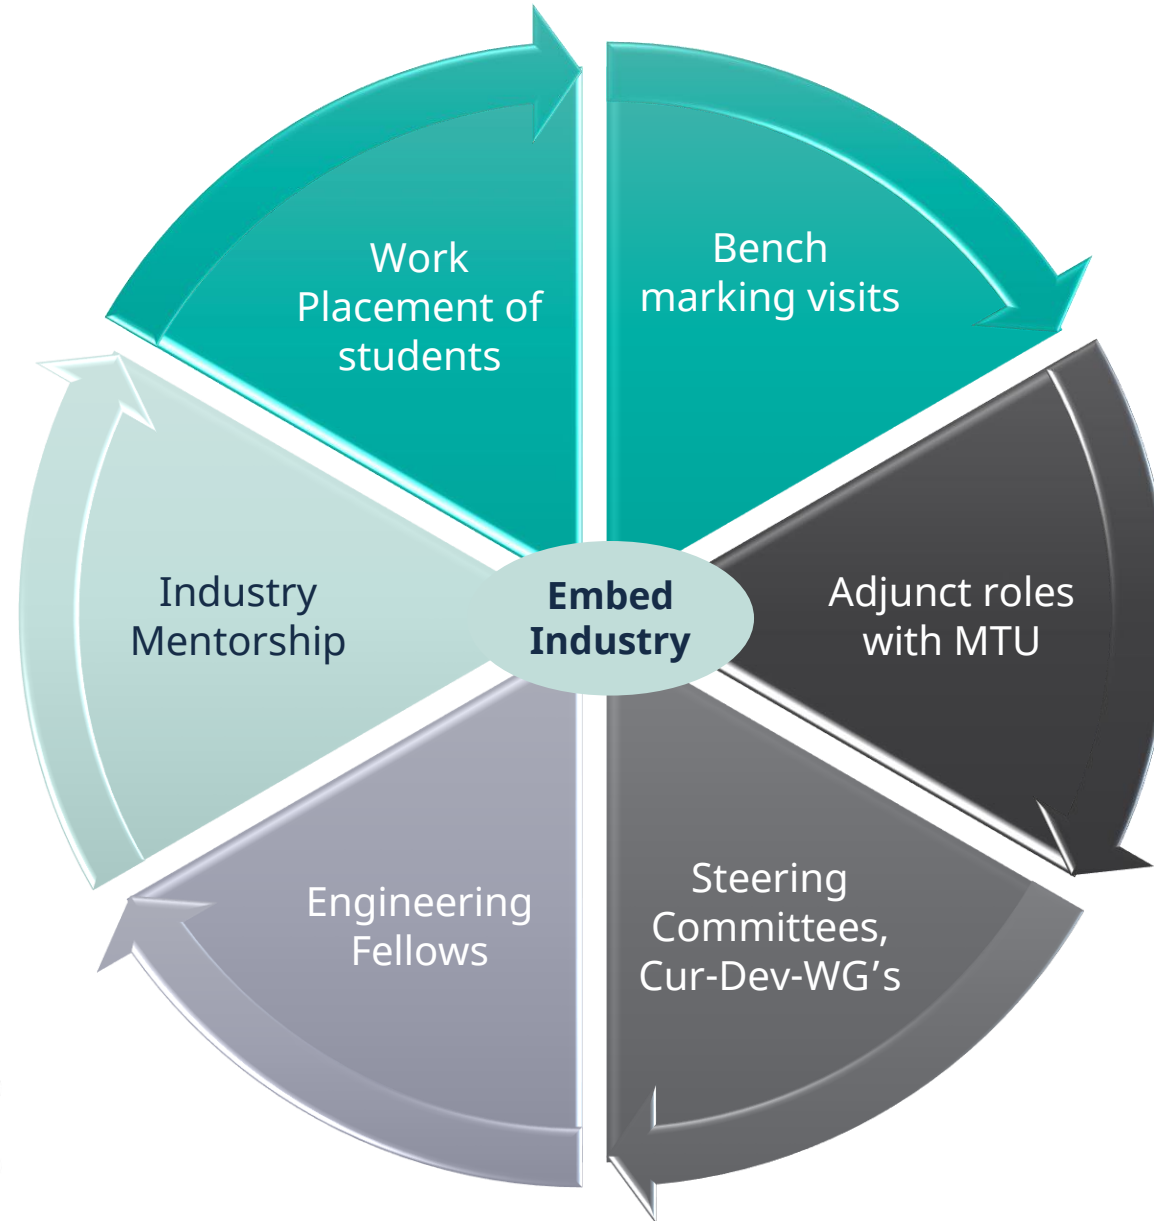 Work
Placement of
students
Bench
marking visits
Industry
Mentorship
Embed
Industry
Adjunct roles
with MTU
Engineering
Fellows
Steering
Committees,
Cur-Dev-WG’s